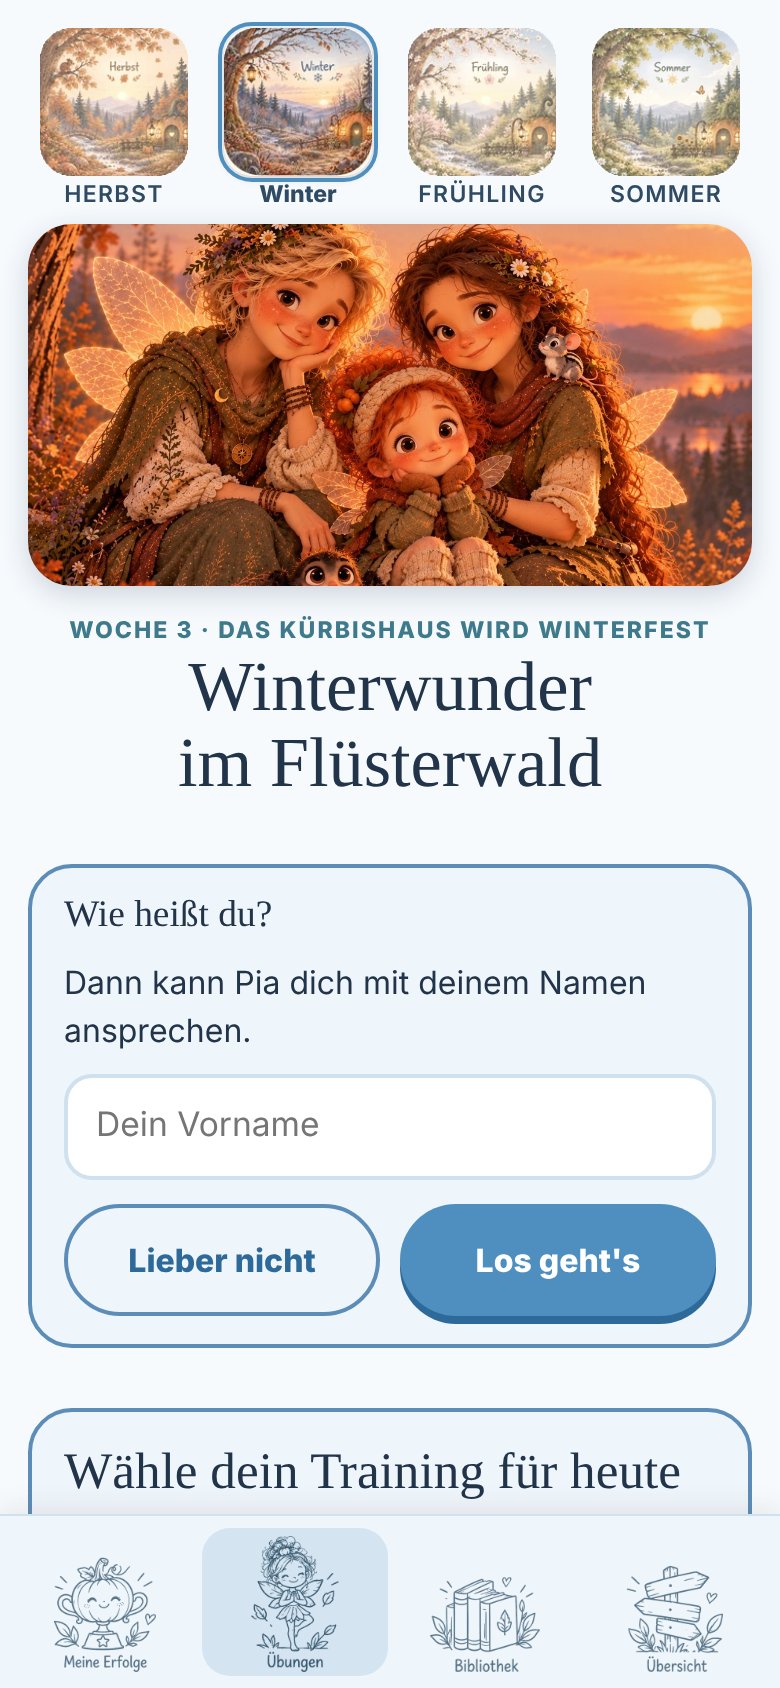 Herbst
Winter
Frühling
Sommer
HERBST
Winter
FRÜHLING
SOMMER
WOCHE 3 · DAS KÜRBISHAUS WIRD WINTERFEST
Winterwunder
im Flüsterwald
Wie heißt du?
Dann kann Pia dich mit deinem Namen
ansprechen.
Dein Vorname
Lieber nicht
Los geht's
Wähle dein Training für heute
Meine Erfolge
Übungen
Bibliothek
Übersicht